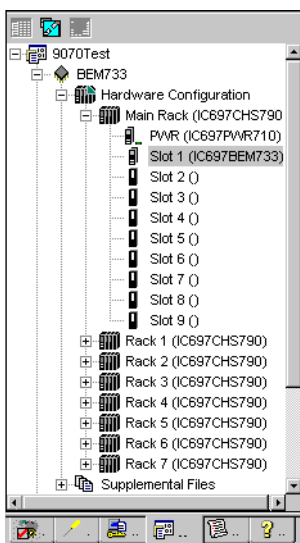 9070Test
BEM733
Hardware Configuration
Main Rack (IC697CHS790
PWR (IC697PWR710)
Slot 1 (IC697BEM733)
Slot 2 ()
Slot 3 ()
Slot 4 ()
Slot 5 ()
Slot 6 ()
Slot 7 ()
Slot 8 ()
Slot 9 ()
Rack 1 (IC697CHS790)
Rack 2 (IC697CHS790)
Rack 3 (IC697CHS790)
Rack 4 (IC697CHS790)
Rack 5 (IC697CHS790)
Rack 6 (IC697CHS790)
Rack 7 (IC697CHS790)
Supplemental Files